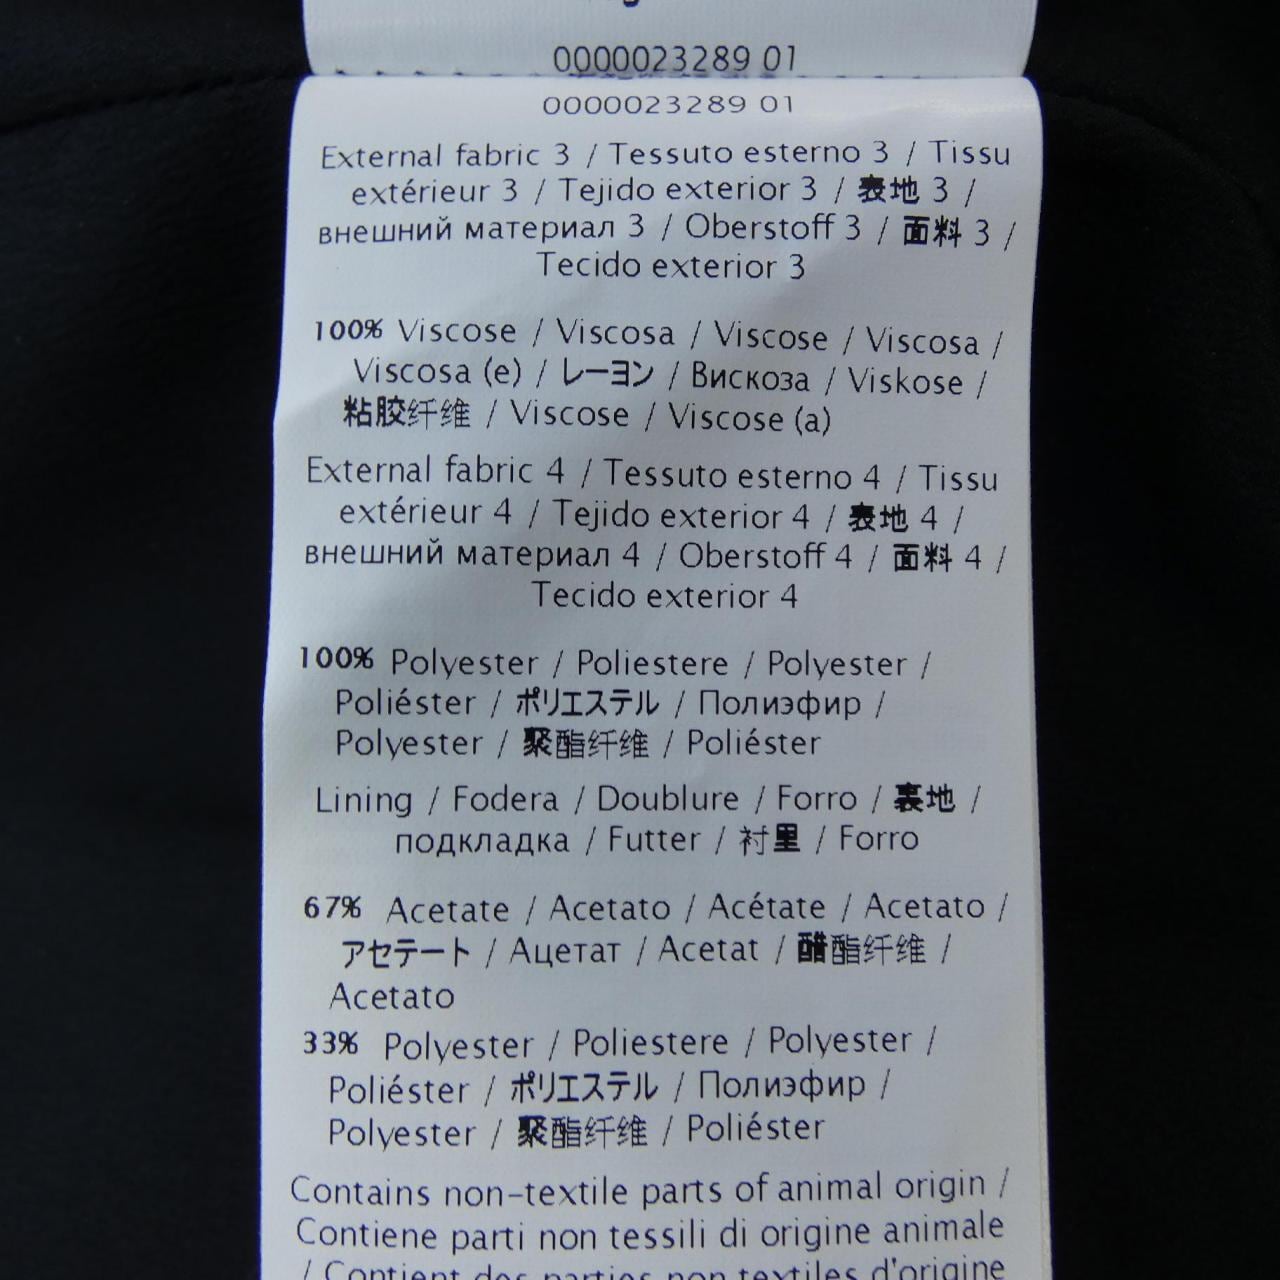 0000023289 01
0000023289 01
External fabric 3 / Tessuto esterno 3 / Tissu
extérieur 3 / Tejido exterior 3 / 表地 3 /
внешний материал 3 / Oberstoff 3 / 面料 3 /
Tecido exterior 3
100% Viscose / Viscosa / Viscose / Viscosa /
Viscosa (e) / レーヨン / Вискоза / Viskose /
粘胶纤维 / Viscose / Viscose (a)
External fabric 4 / Tessuto esterno 4 / Tissu
extérieur 4 / Tejido exterior 4 / 表地 4 /
внешний материал 4 / Oberstoff 4 / 面料 4 /
Tecido exterior 4
100% Polyester / Poliestere / Polyester /
Poliéster / ポリエステル / Полиэфир /
Polyester / 聚酯纤维 / Poliéster
Lining / Fodera / Doublure / Forro / 裏地 /
подкладка / Futter / 衬里 / Forro
67% Acetate / Acetato / Acétate / Acetato /
アセテート / Ацетат / Acetat / 醋酯纤维 /
Acetato
33% Polyester / Poliestere / Polyester /
Poliéster / ポリエステル / Полиэфир /
Polyester / 聚酯纤维 / Poliéster
Contains non-textile parts of animal origin /
Contiene parti non tessili di origine animale
/ Contient des parties non textiles d'origine